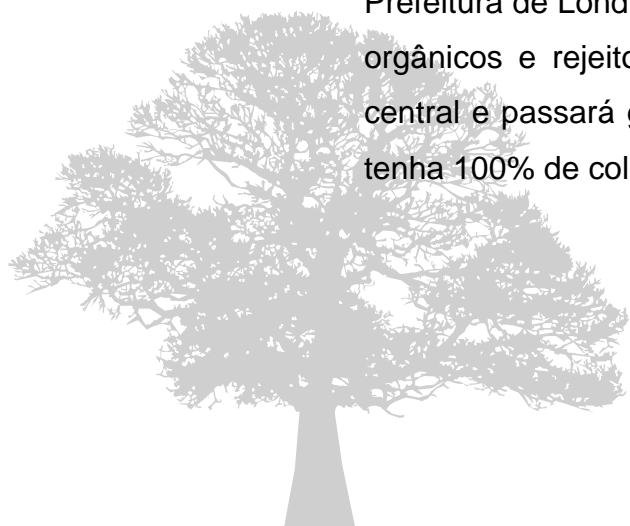 Prefeitura de Lond
orgânicos e rejeito
central e passará g
tenha 100% de col